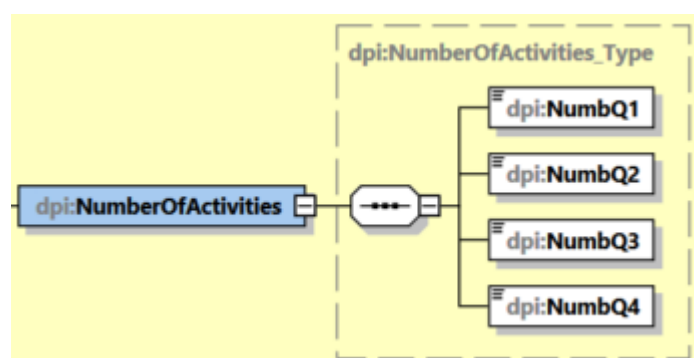 dpi:NumberOfActivities_Type
dpi:NumbQ1
dpi:NumbQ2
dpi:NumberOfActivities
dpi:NumbQ3
dpi:NumbQ4